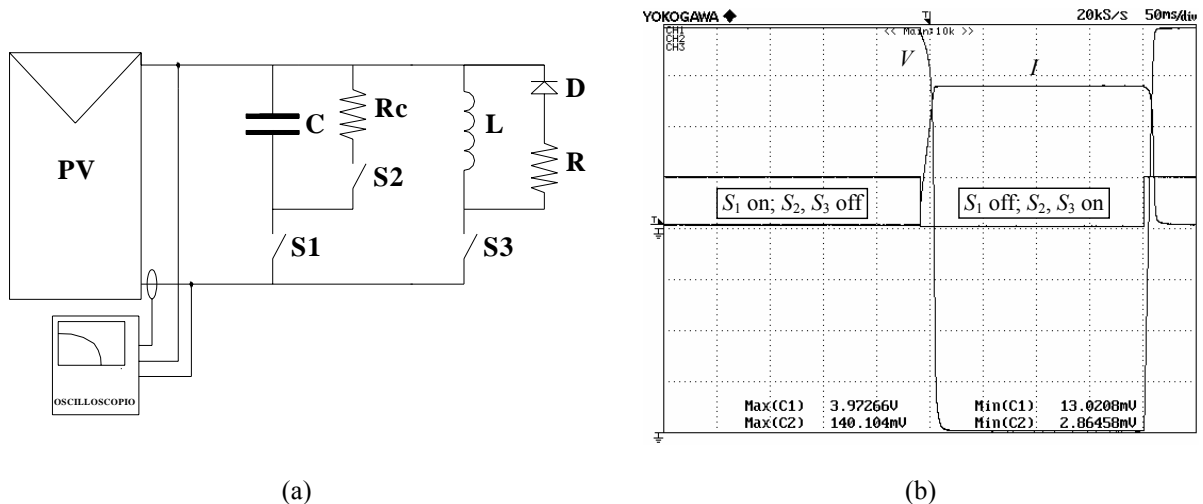 PV
C
Rc
S2
S1
L
S3
D
R
OSCILLOSCOPIO
(a)
YOKOGAWA ◆
20kS/s 50ms/div
CH1
CH2
CH3
<< Main:10k >>
V
I
S1 on; S2, S3 off
S1 off; S2, S3 on
Max(C1) 3.97266V Min(C1) 13.0208mV
Max(C2) 140.104mV Min(C2) 2.86458mV
(b)